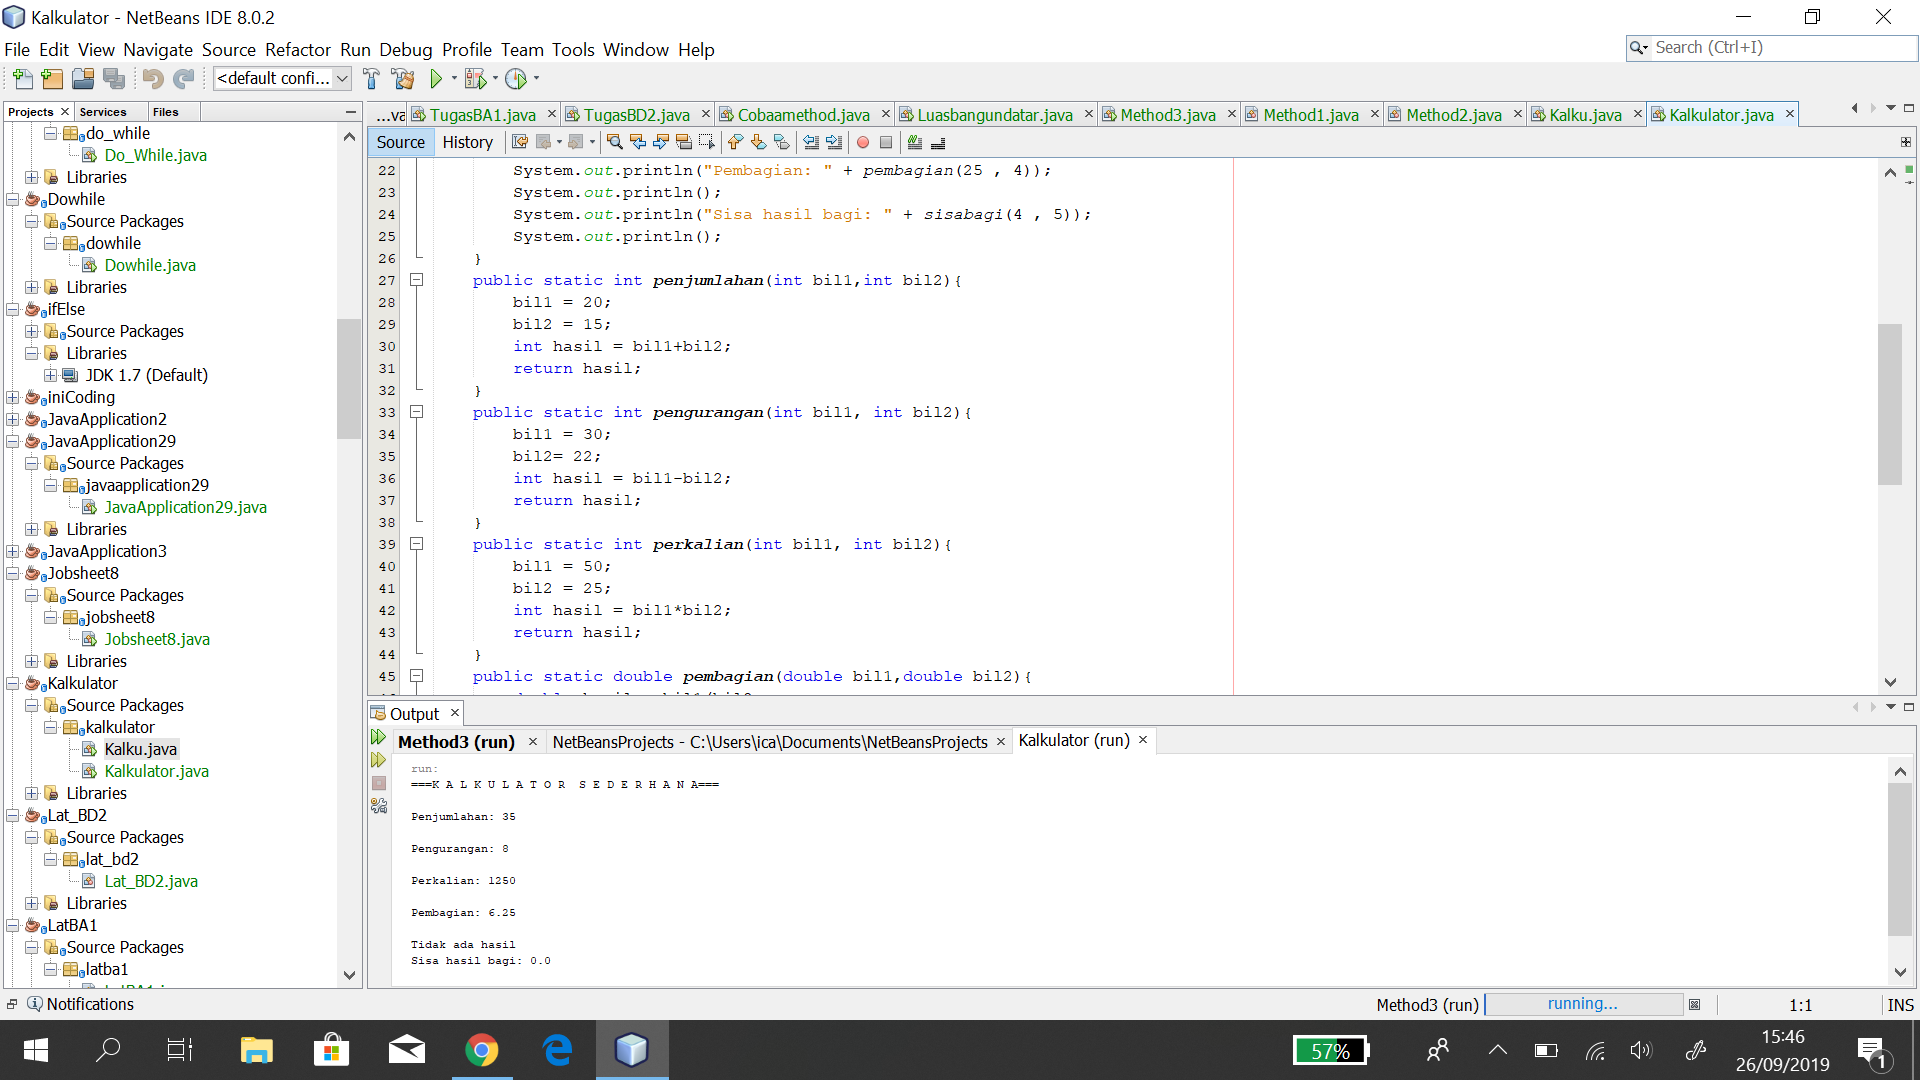 Kalkulator - NetBeans IDE 8.0.2
File Edit View Navigate Source Refactor Run Debug Profile Team Tools Window Help
Search (Ctrl+I)
<default confi...
Projects Services Files
do_while
Do_While.java
Libraries
Dowhile
Source Packages
dowhile
Dowhile.java
Libraries
ifElse
Source Packages
Libraries
JDK 1.7 (Default)
iniCoding
JavaApplication2
JavaApplication29
Source Packages
javaapplication29
JavaApplication29.java
Libraries
JavaApplication3
Jobsheet8
Source Packages
jobsheet8
Jobsheet8.java
Libraries
Kalkulator
Source Packages
kalkulator
Kalku.java
Kalkulator.java
Libraries
Lat_BD2
Source Packages
lat_bd2
Lat_BD2.java
Libraries
LatBA1
Source Packages
latba1
...va TugasBA1.java TugasBD2.java Cobaamethod.java Luasbangundatar.java Method3.java Method1.java Method2.java Kalku.java Kalkulator.java
Source History
22 System.out.println("Pembagian: " + pembagian(25 , 4));
23 System.out.println();
24 System.out.println("Sisa hasil bagi: " + sisabagi(4 , 5));
25 System.out.println();
26 }
27 public static int penjumlahan(int bil1,int bil2){
28 bil1 = 20;
29 bil2 = 15;
30 int hasil = bil1+bil2;
31 return hasil;
32 }
33 public static int pengurangan(int bil1, int bil2){
34 bil1 = 30;
35 bil2= 22;
36 int hasil = bil1-bil2;
37 return hasil;
38 }
39 public static int perkalian(int bil1, int bil2){
40 bil1 = 50;
41 bil2 = 25;
42 int hasil = bil1*bil2;
43 return hasil;
44 }
45 public static double pembagian(double bil1,double bil2){
Output
Method3 (run) NetBeansProjects - C:\Users\ica\Documents\NetBeansProjects Kalkulator (run)
run:
===K A L K U L A T O R  S E D E R H A N A===
Penjumlahan: 35
Pengurangan: 8
Perkalian: 1250
Pembagian: 6.25
Tidak ada hasil
Sisa hasil bagi: 0.0
Notifications
Method3 (run) running... 1:1 INS
57%
15:46
26/09/2019
1